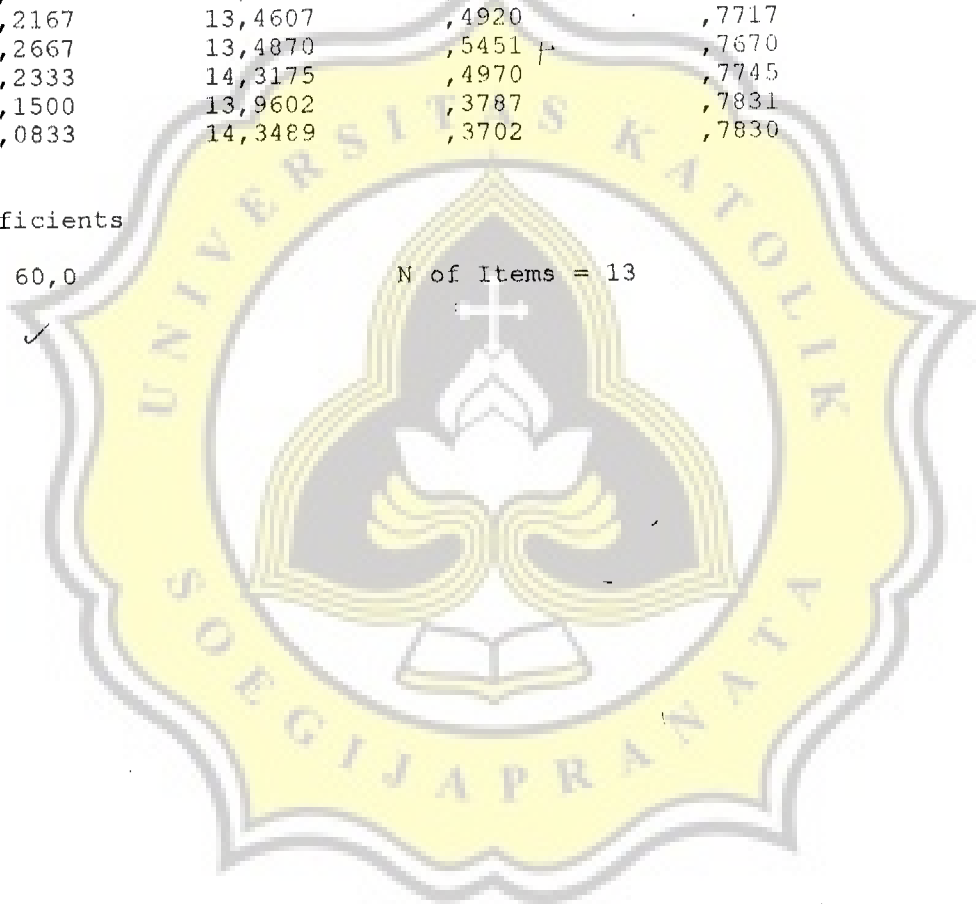 ,2167 13,4607 ,4920 ,7717
,2667 13,4870 ,5451
,7670
,2333 14,3175 ,4970 ,7745
,1500 13,9602 ,3787 ,7831
,0833 14,3489 ,3702 ,7830
UNIVERSITAS KATOLIK
ficients
60,0 N of Items = 13
SOEGIJAPRANATA